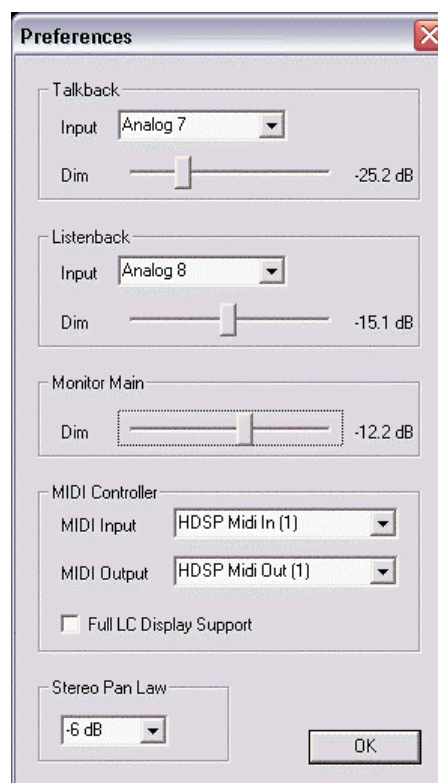 Preferences
Talkback
Input Analog 7
Dim -25.2 dB
Listenback
Input Analog 8
Dim -15.1 dB
Monitor Main
Dim -12.2 dB
MIDI Controller
MIDI Input HDSP Midi In (1)
MIDI Output HDSP Midi Out (1)
Full LC Display Support
Stereo Pan Law
-6 dB
OK